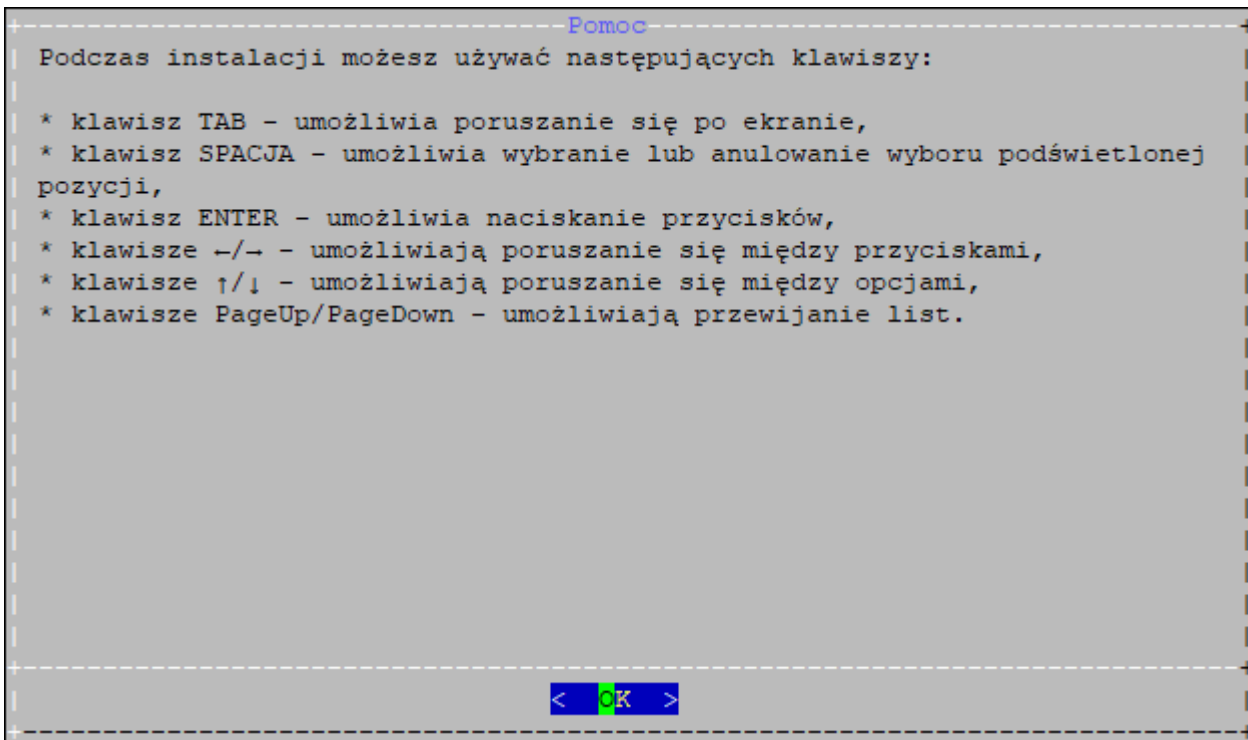 Pomoc
Podczas instalacji możesz używać następujących klawiszy:
* klawisz TAB - umożliwia poruszanie się po ekranie,
* klawisz SPACJA - umożliwia wybranie lub anulowanie wyboru podświetlonej
pozycji,
* klawisz ENTER - umożliwia naciskanie przycisków,
* klawisze ←/→ - umożliwiają poruszanie się między przyciskami,
* klawisze ↑/↓ - umożliwiają poruszanie się między opcjami,
* klawisze PageUp/PageDown - umożliwiają przewijanie list.
< OK >